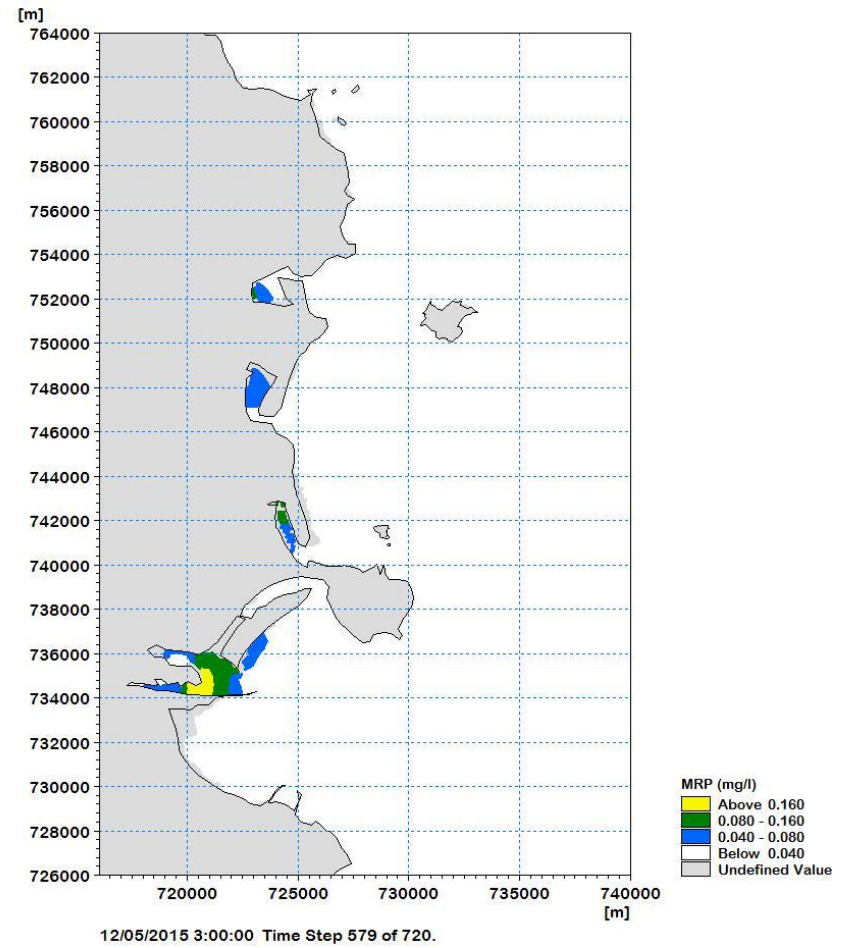 [m]
764000
762000
760000
758000
756000
754000
752000
750000
748000
746000
744000
742000
740000
738000
736000
734000
732000
730000
728000
726000
720000 725000 730000 735000 740000
[m]
MRP (mg/l)
Above 0.160
0.080 - 0.160
0.040 - 0.080
Below 0.040
Undefined Value
12/05/2015 3:00:00 Time Step 579 of 720.